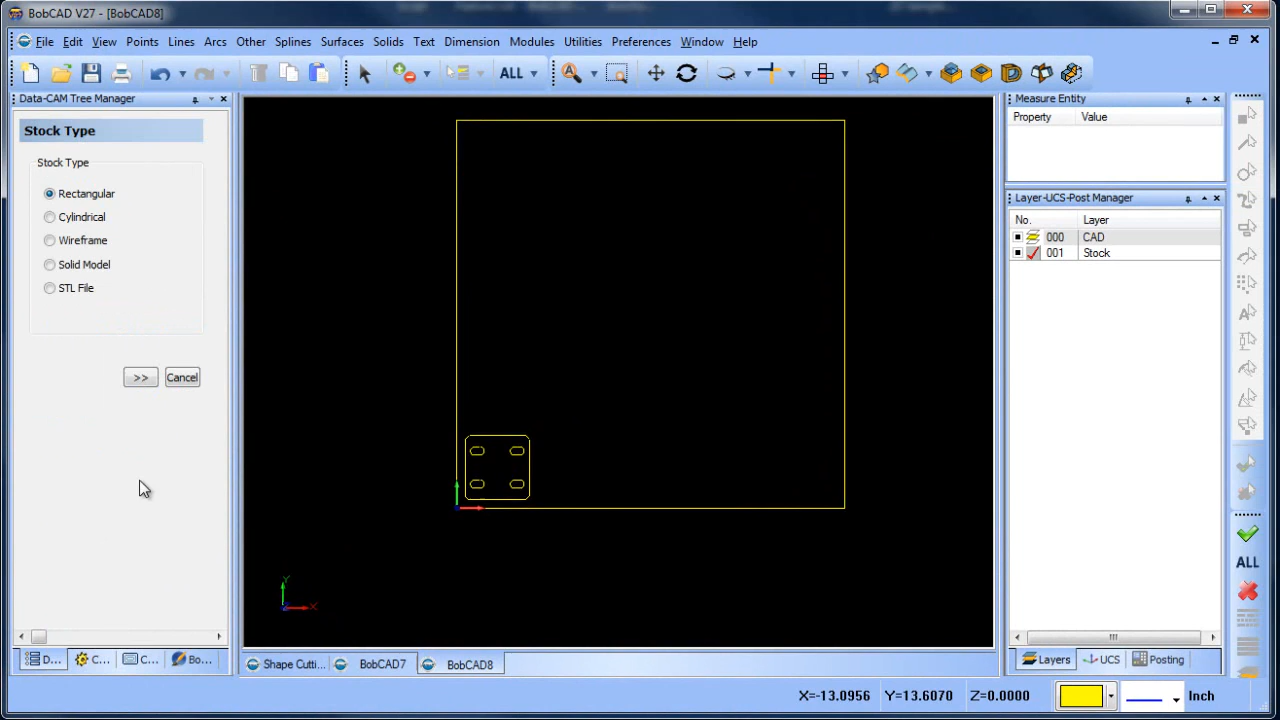 BobCAD V27 - [BobCAD8]
File Edit View Points Lines Arcs Other Splines Surfaces Solids Text Dimension Modules Utilities Preferences Window Help
ALL
Data-CAM Tree Manager
Stock Type
Stock Type
Rectangular
Cylindrical
Wireframe
Solid Model
STL File
>> Cancel
D... C... C... Bo...
Y
X
Shape Cutti... BobCAD7 BobCAD8
Measure Entity
Property Value
Layer-UCS-Post Manager
No. Layer
000 CAD
001 Stock
Layers UCS Posting
ALL
X=-13.0956 Y=13.6070 Z=0.0000 Inch